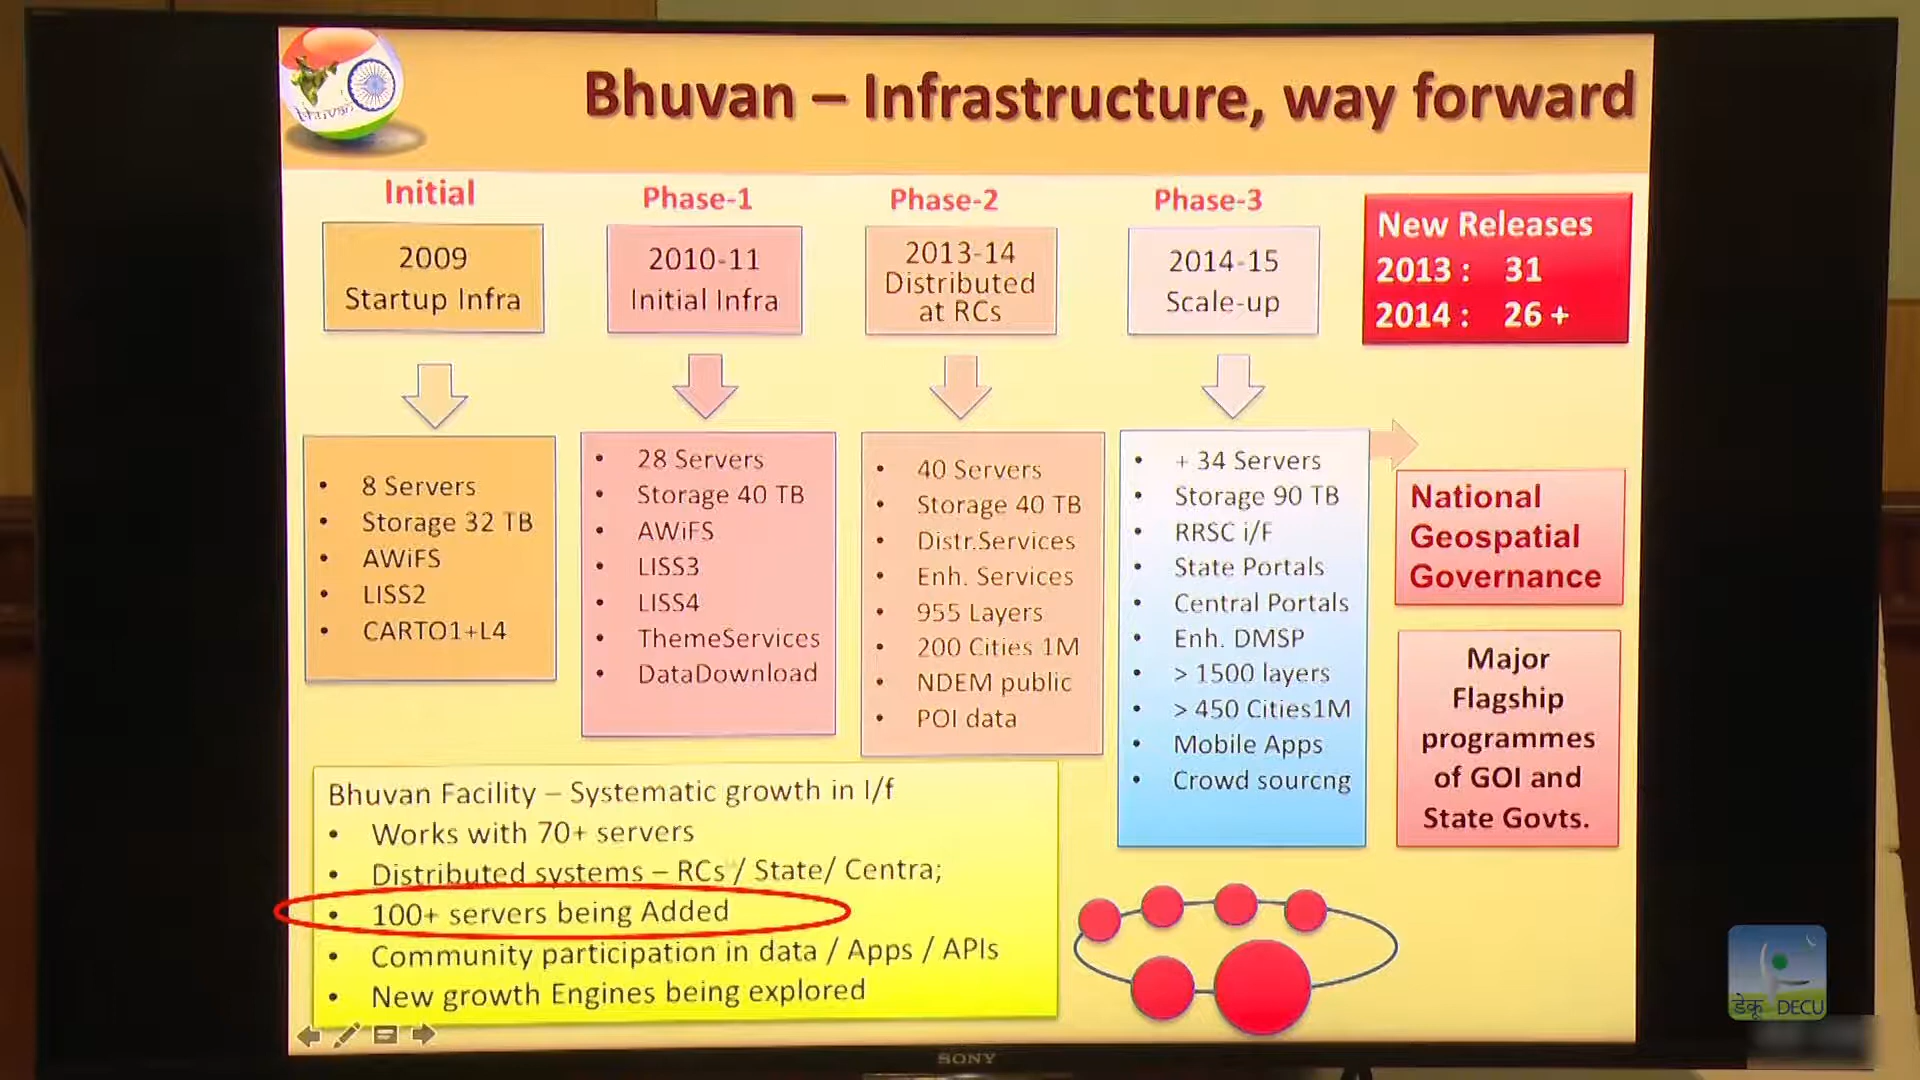 Bhuvan – Infrastructure, way forward
Initial
2009
Startup Infra
• 8 Servers
• Storage 32 TB
• AWiFS
• LISS2
• CARTO1+L4
Phase-1
2010-11
Initial Infra
• 28 Servers
• Storage 40 TB
• AWiFS
• LISS3
• LISS4
• ThemeServices
• DataDownload
Phase-2
2013-14
Distributed
at RCs
• 40 Servers
• Storage 40 TB
• Distr.Services
• Enh. Services
• 955 Layers
• 200 Cities 1M
• NDEM public
• POI data
Phase-3
2014-15
Scale-up
• + 34 Servers
• Storage 90 TB
• RRSC i/F
• State Portals
• Central Portals
• Enh. DMSP
• > 1500 layers
• > 450 Cities1M
• Mobile Apps
• Crowd sourcng
New Releases
2013 : 31
2014 : 26 +
National
Geospatial
Governance
Major
Flagship
programmes
of GOI and
State Govts.
Bhuvan Facility – Systematic growth in I/f
• Works with 70+ servers
• Distributed systems – RCs / State/ Centra;
• 100+ servers being Added
• Community participation in data / Apps / APIs
• New growth Engines being explored
डेकू DECU
SONY